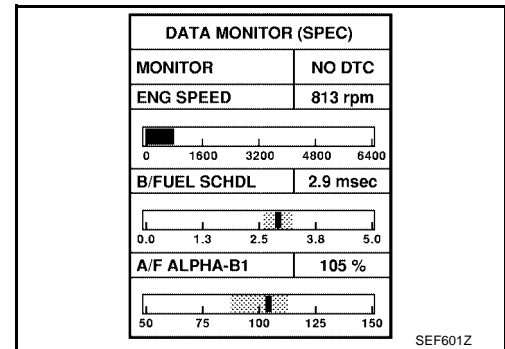 DATA MONITOR (SPEC)
MONITOR NO DTC
ENG SPEED 813 rpm
0 1600 3200 4800 6400
B/FUEL SCHDL 2.9 msec
0.0 1.3 2.5 3.8 5.0
A/F ALPHA-B1 105 %
50 75 100 125 150
SEF601Z